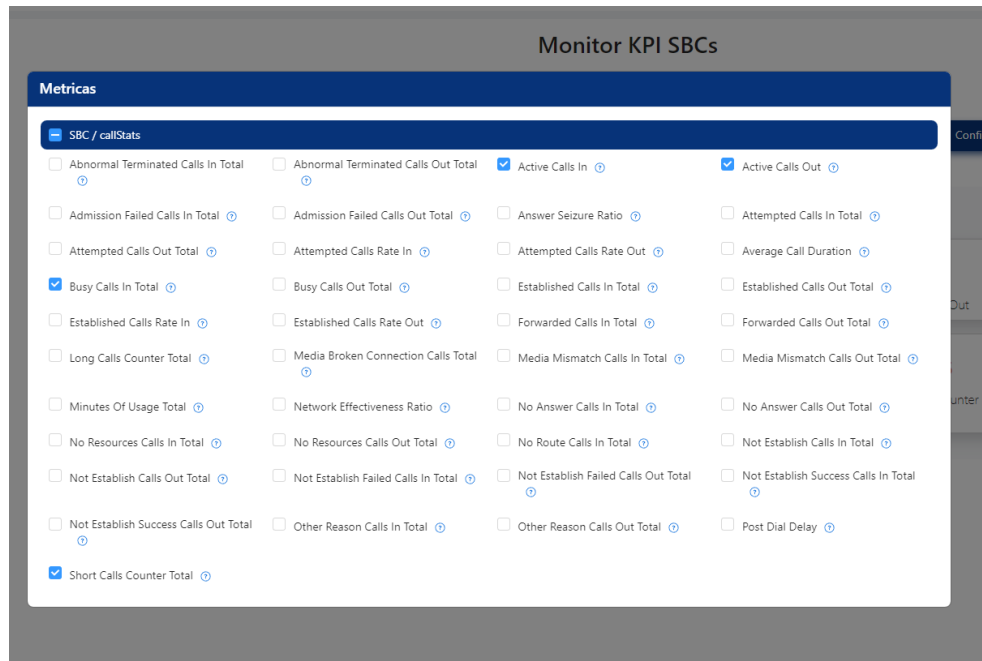 Monitor KPI SBCs
Metricas
Confi
SBC / callStats
Abnormal Terminated Calls In Total
Abnormal Terminated Calls Out Total
Active Calls In
Active Calls Out
Admission Failed Calls In Total
Admission Failed Calls Out Total
Answer Seizure Ratio
Attempted Calls In Total
Attempted Calls Out Total
Attempted Calls Rate In
Attempted Calls Rate Out
Average Call Duration
Busy Calls In Total
Busy Calls Out Total
Established Calls In Total
Established Calls Out Total
Out
Established Calls Rate In
Established Calls Rate Out
Forwarded Calls In Total
Forwarded Calls Out Total
Long Calls Counter Total
Media Broken Connection Calls Total
Media Mismatch Calls In Total
Media Mismatch Calls Out Total
Minutes Of Usage Total
Network Effectiveness Ratio
No Answer Calls In Total
No Answer Calls Out Total
unter
No Resources Calls In Total
No Resources Calls Out Total
No Route Calls In Total
Not Establish Calls In Total
Not Establish Calls Out Total
Not Establish Failed Calls In Total
Not Establish Failed Calls Out Total
Not Establish Success Calls In Total
Not Establish Success Calls Out Total
Other Reason Calls In Total
Other Reason Calls Out Total
Post Dial Delay
Short Calls Counter Total